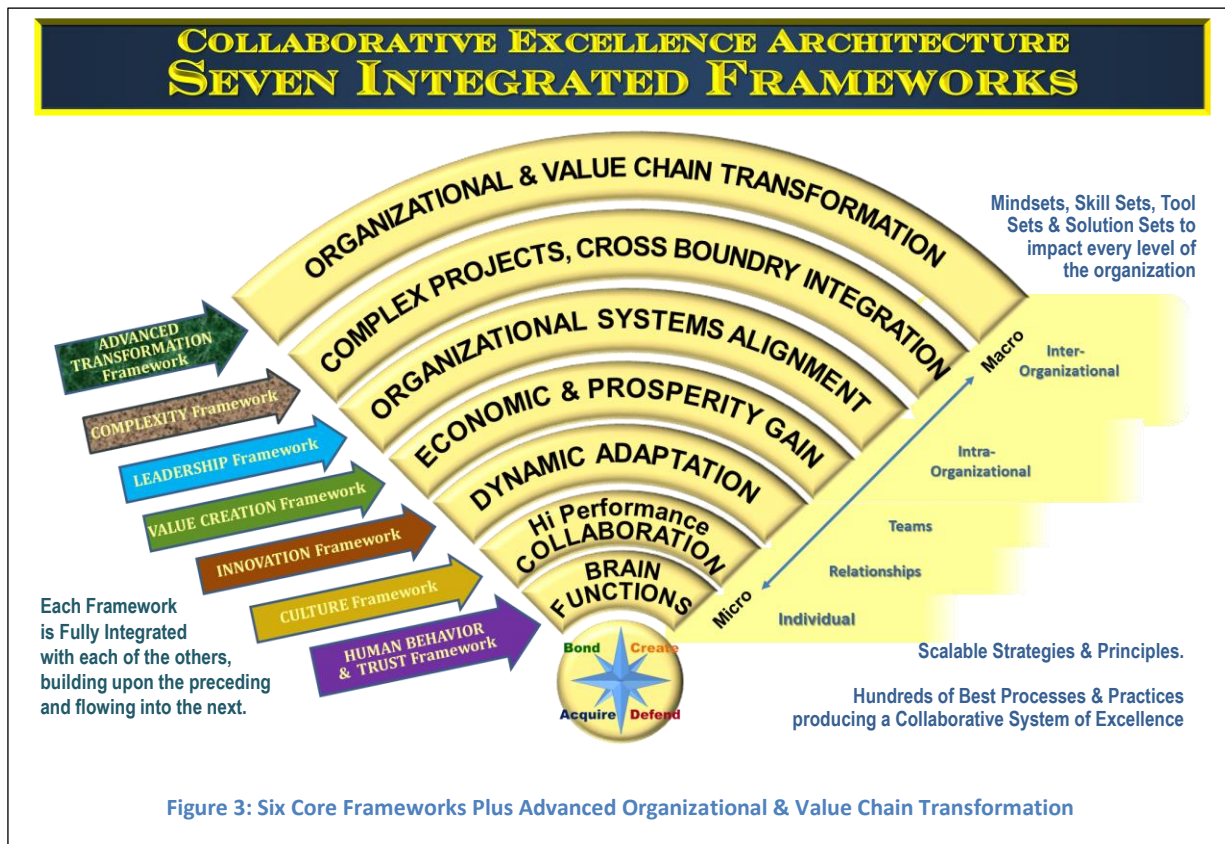 COLLABORATIVE EXCELLENCE ARCHITECTURE
SEVEN INTEGRATED FRAMEWORKS
ORGANIZATIONAL & VALUE CHAIN TRANSFORMATION
COMPLEX PROJECTS, CROSS BOUNDRY INTEGRATION
ORGANIZATIONAL SYSTEMS ALIGNMENT
ECONOMIC & PROSPERITY GAIN
DYNAMIC ADAPTATION
Hi Performance
COLLABORATION
BRAIN
FUNCTIONS
ADVANCED
TRANSFORMATION
Framework
COMPLEXITY Framework
LEADERSHIP Framework
VALUE CREATION Framework
INNOVATION Framework
CULTURE Framework
HUMAN BEHAVIOR
& TRUST Framework
Each Framework
is Fully Integrated
with each of the others,
building upon the preceding
and flowing into the next.
Bond Create
Acquire Defend
Mindsets, Skill Sets, Tool
Sets & Solution Sets to
impact every level of
the organization
Macro
Micro
Inter-
Organizational
Intra-
Organizational
Teams
Relationships
Individual
Scalable Strategies & Principles.
Hundreds of Best Processes & Practices
producing a Collaborative System of Excellence
Figure 3: Six Core Frameworks Plus Advanced Organizational & Value Chain Transformation